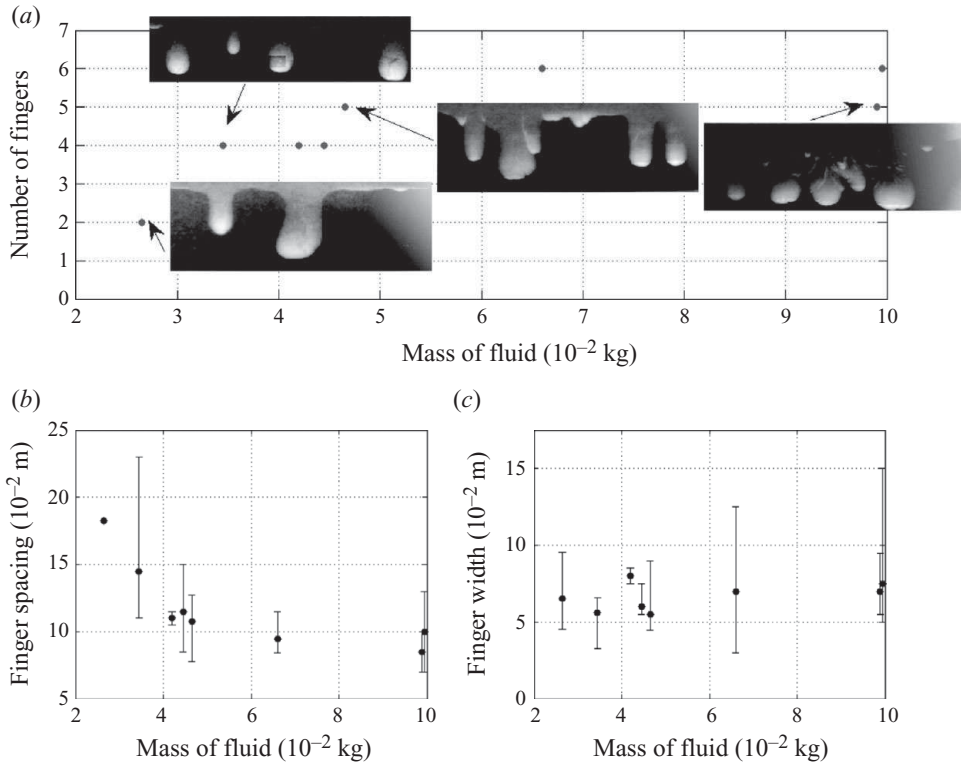 (a)
7
6
5
4
3
2
1
0
Number of fingers
2 3 4 5 6 7 8 9 10
Mass of fluid (10⁻² kg)
(b)
25
20
15
10
5
Finger spacing (10⁻² m)
2 4 6 8 10
Mass of fluid (10⁻² kg)
(c)
15
10
5
0
Finger width (10⁻² m)
2 4 6 8 10
Mass of fluid (10⁻² kg)